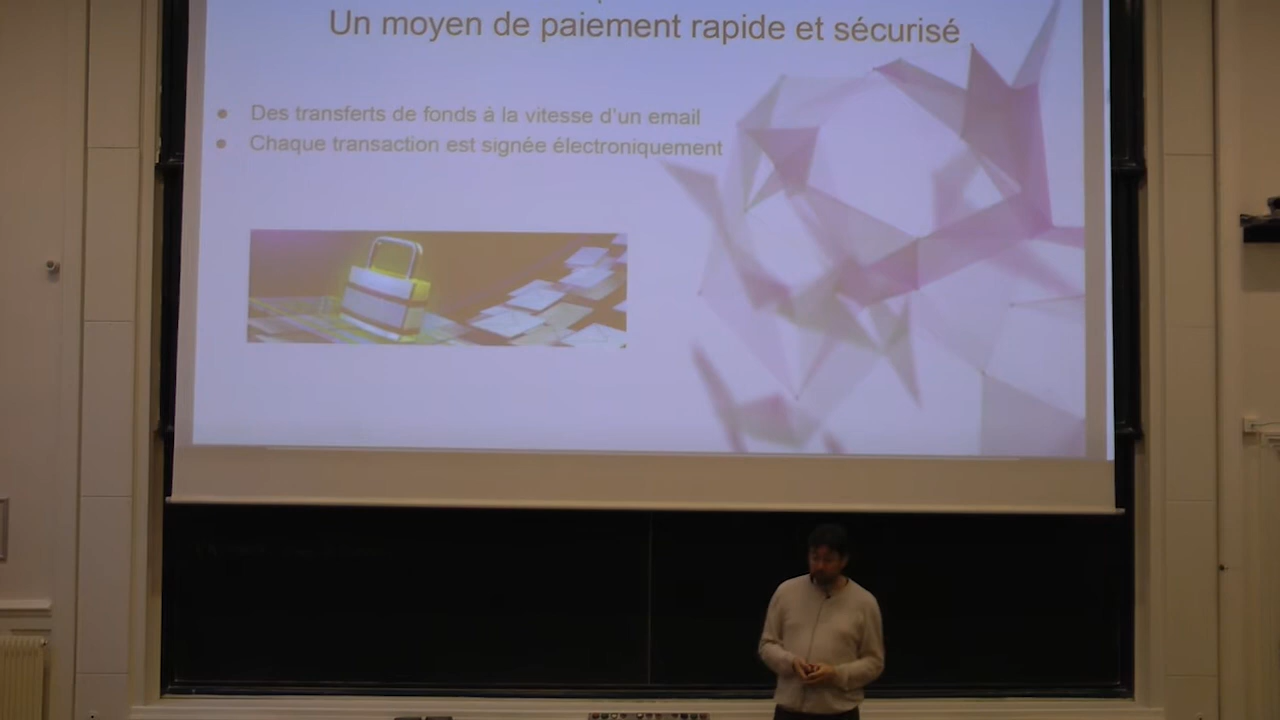 Un moyen de paiement rapide et sécurisé
Des transferts de fonds à la vitesse d'un email
Chaque transaction est signée électroniquement